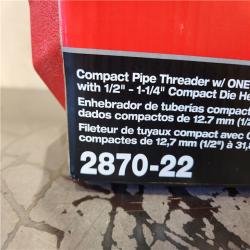 Compact Pipe Threader w/ ONE
with 1/2" - 1-1/4" Compact Die He
Enhebrador de tuberías compact
dados compactos de 12.7 mm (1/2
Fileteur de tuyaux compact avec
compactes de 12,7 mm (1/2") à 31,8
2870-22